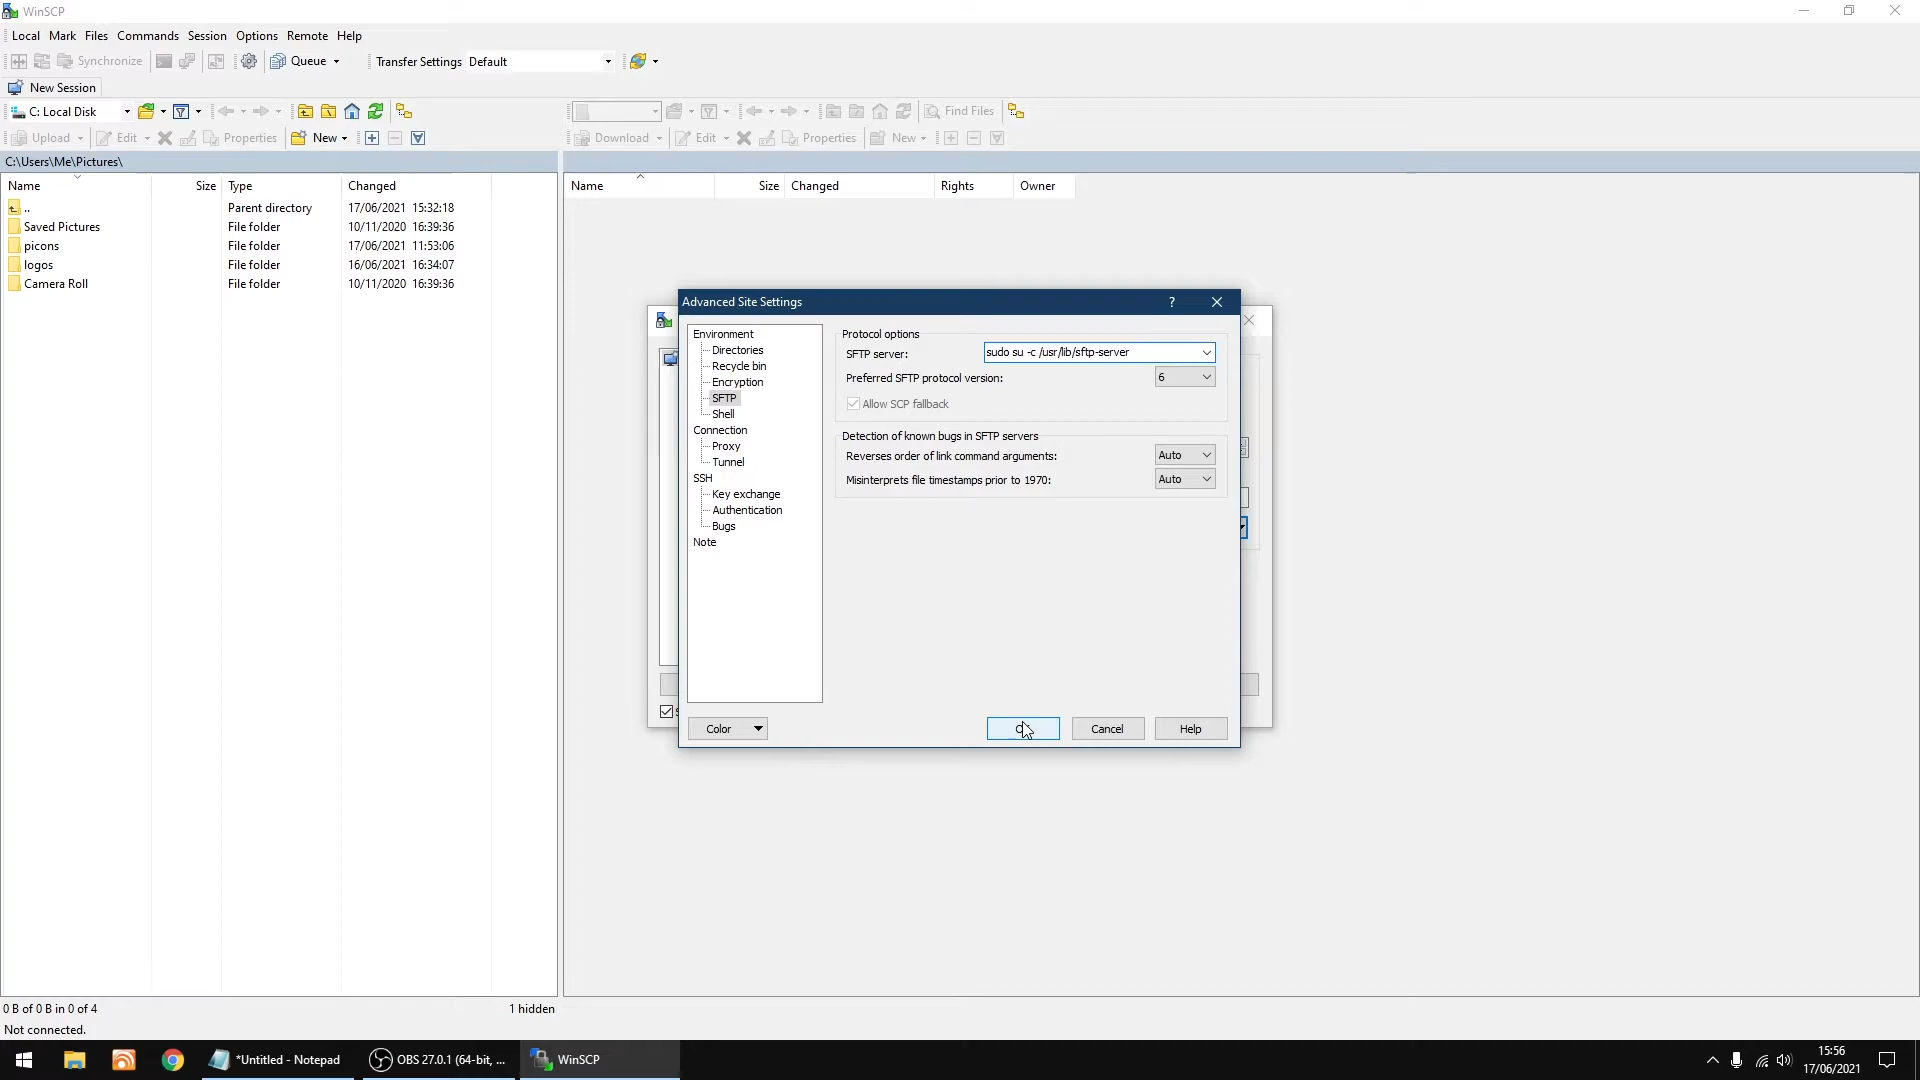 WinSCP
Local Mark Files Commands Session Options Remote Help
Synchronize Queue Transfer Settings Default
New Session
C: Local Disk Find Files
Upload Edit Properties New Download Edit Properties New
C:\Users\Me\Pictures\
Name Size Type Changed Name Size Changed Rights Owner
.. Parent directory 17/06/2021 15:32:18
Saved Pictures File folder 10/11/2020 16:39:36
picons File folder 17/06/2021 11:53:06
logos File folder 16/06/2021 16:34:07
Camera Roll File folder 10/11/2020 16:39:36
Advanced Site Settings ?
Environment
Directories
Recycle bin
Encryption
SFTP
Shell
Connection
Proxy
Tunnel
SSH
Key exchange
Authentication
Bugs
Note
Protocol options
SFTP server: sudo su -c /usr/lib/sftp-server
Preferred SFTP protocol version: 6
Allow SCP fallback
Detection of known bugs in SFTP servers
Reverses order of link command arguments: Auto
Misinterprets file timestamps prior to 1970: Auto
Color Cancel Help
0 B of 0 B in 0 of 4 1 hidden
Not connected.
*Untitled - Notepad OBS 27.0.1 (64-bit, ... WinSCP
15:56
17/06/2021